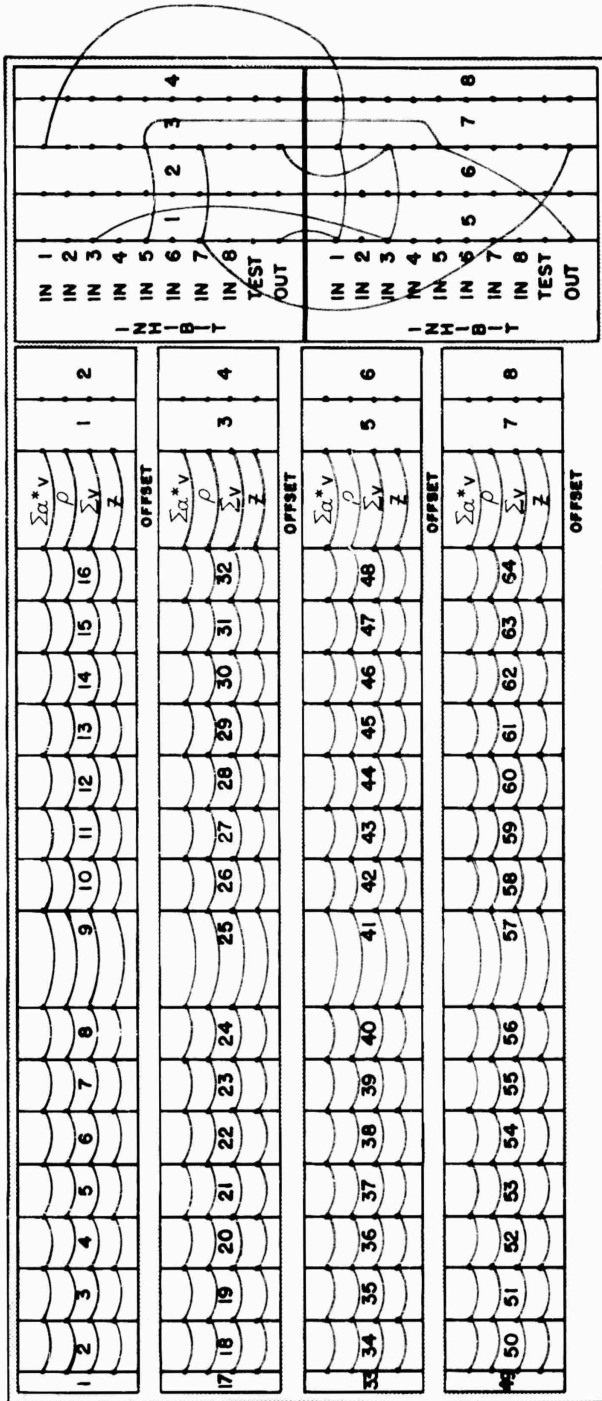 Σa*v
ρ
1 2 3 4 5 6 7 8 9 10 11 12 13 14 15 16 Σv 1 2
Z
OFFSET
Σa*v
ρ
17 18 19 20 21 22 23 24 25 26 27 28 29 30 31 32 Σv 3 4
Z
OFFSET
Σa*v
ρ
33 34 35 36 37 38 39 40 41 42 43 44 45 46 47 48 Σv 5 6
Z
OFFSET
Σa*v
ρ
49 50 51 52 53 54 55 56 57 58 59 60 61 62 63 64 Σv 7 8
Z
OFFSET
INHIBIT
IN 1
IN 2
IN 3
IN 4
IN 5
IN 6 1 2 3 4
IN 7
IN 8
TEST
OUT
INHIBIT
IN 1
IN 2
IN 3
IN 4
IN 5
IN 6 5 6 7 8
IN 7
IN 8
TEST
OUT